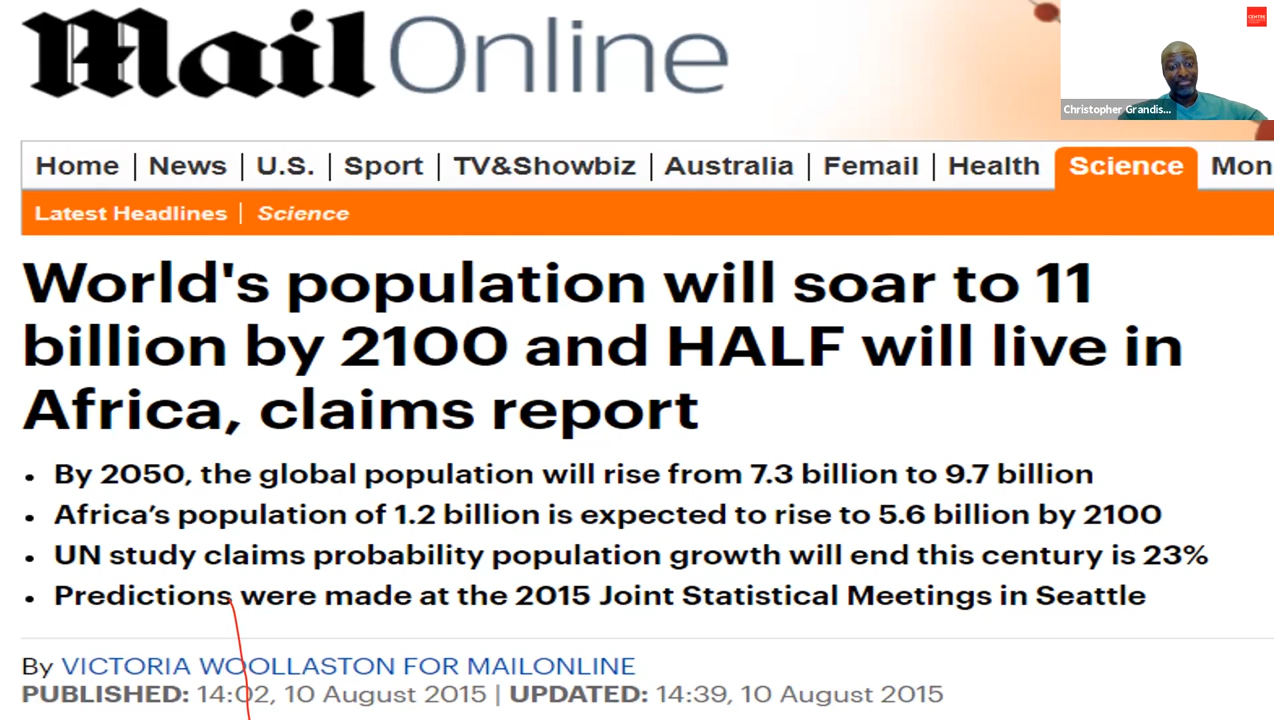 Mail Online
CENTRE
Christopher Grandis...
Home | News | U.S. | Sport | TV&Showbiz | Australia | Femail | Health | Science | Mon
Latest Headlines | Science
World's population will soar to 11
billion by 2100 and HALF will live in
Africa, claims report
• By 2050, the global population will rise from 7.3 billion to 9.7 billion
• Africa’s population of 1.2 billion is expected to rise to 5.6 billion by 2100
• UN study claims probability population growth will end this century is 23%
• Predictions were made at the 2015 Joint Statistical Meetings in Seattle
By VICTORIA WOOLLASTON FOR MAILONLINE
PUBLISHED: 14:02, 10 August 2015 | UPDATED: 14:39, 10 August 2015